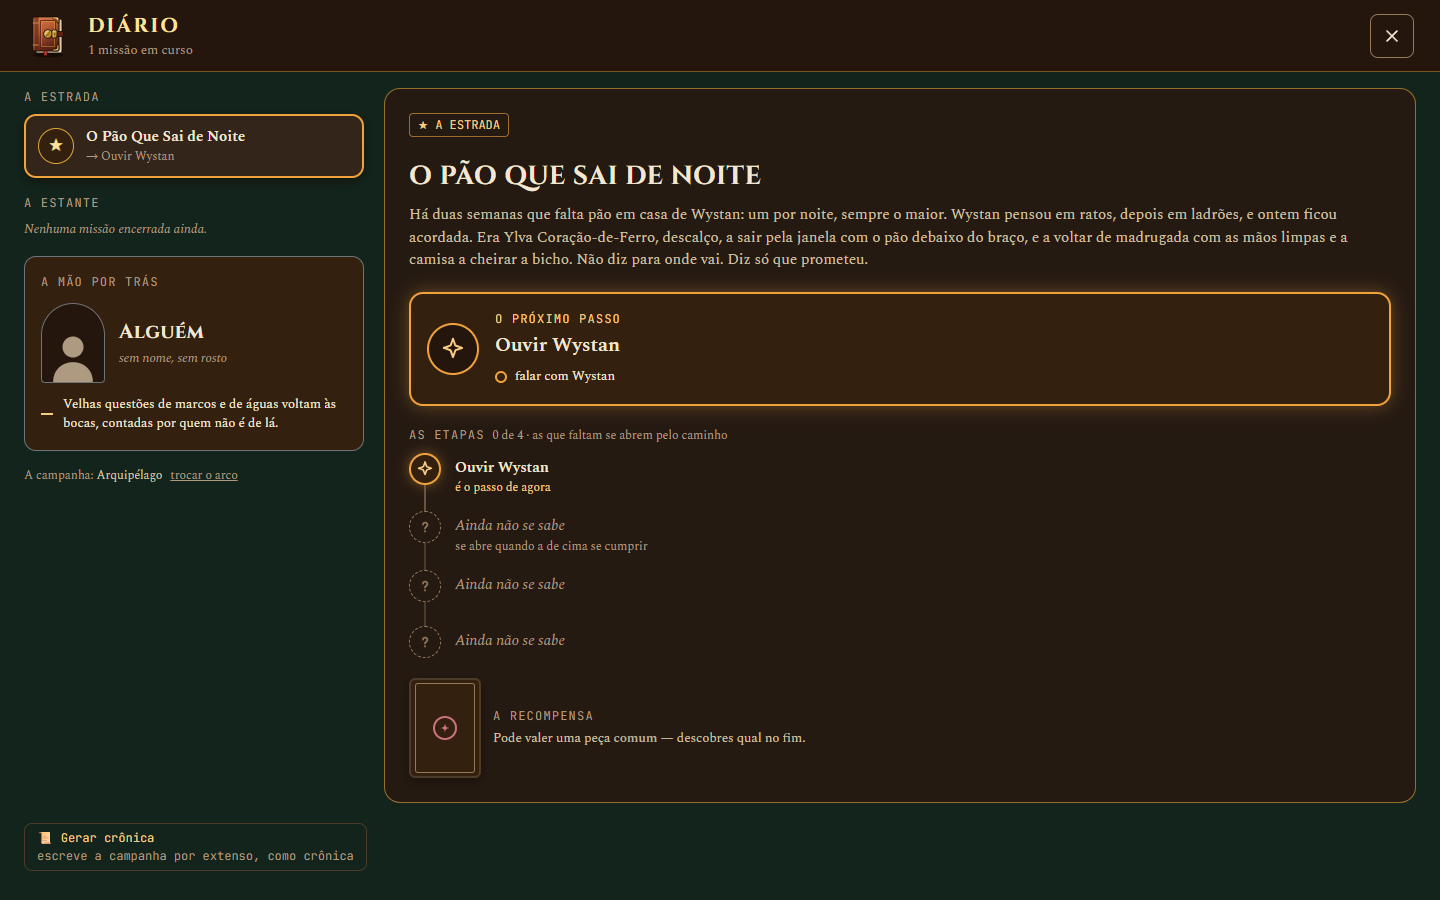 DIÁRIO
1 missão em curso
A ESTRADA
O Pão Que Sai de Noite
→ Ouvir Wystan
A ESTANTE
Nenhuma missão encerrada ainda.
A MÃO POR TRÁS
ALGUÉM
sem nome, sem rosto
Velhas questões de marcos e de águas voltam às
bocas, contadas por quem não é de lá.
A campanha: Arquipélago trocar o arco
★ A ESTRADA
O PÃO QUE SAI DE NOITE
Há duas semanas que falta pão em casa de Wystan: um por noite, sempre o maior. Wystan pensou em ratos, depois em ladrões, e ontem ficou
acordada. Era Ylva Coração-de-Ferro, descalço, a sair pela janela com o pão debaixo do braço, e a voltar de madrugada com as mãos limpas e a
camisa a cheirar a bicho. Não diz para onde vai. Diz só que prometeu.
O PRÓXIMO PASSO
Ouvir Wystan
falar com Wystan
AS ETAPAS 0 de 4 · as que faltam se abrem pelo caminho
Ouvir Wystan
é o passo de agora
? Ainda não se sabe
se abre quando a de cima se cumprir
? Ainda não se sabe
? Ainda não se sabe
A RECOMPENSA
Pode valer uma peça comum — descobres qual no fim.
Gerar crônica
escreve a campanha por extenso, como crônica